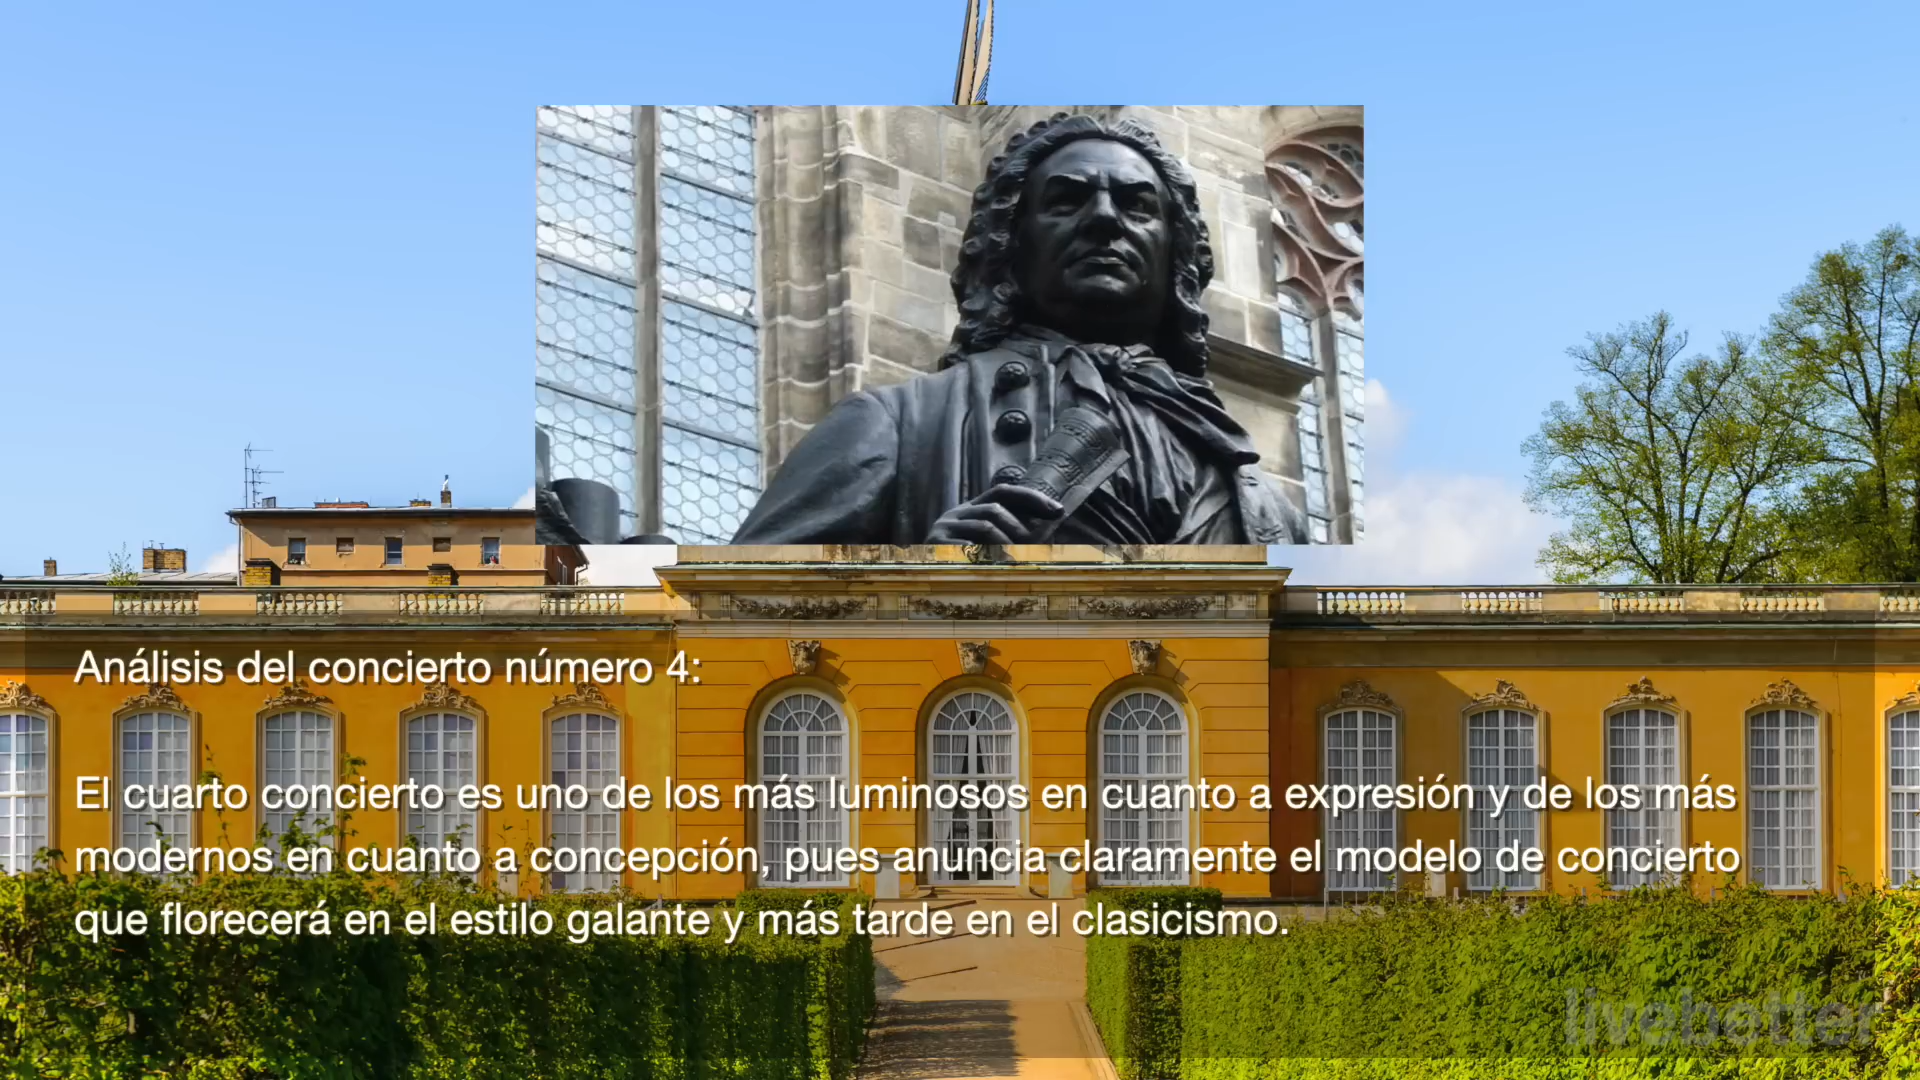 Análisis del concierto número 4:
El cuarto concierto es uno de los más luminosos en cuanto a expresión y de los más
modernos en cuanto a concepción, pues anuncia claramente el modelo de concierto
que florecerá en el estilo galante y más tarde en el clasicismo.
livebetter